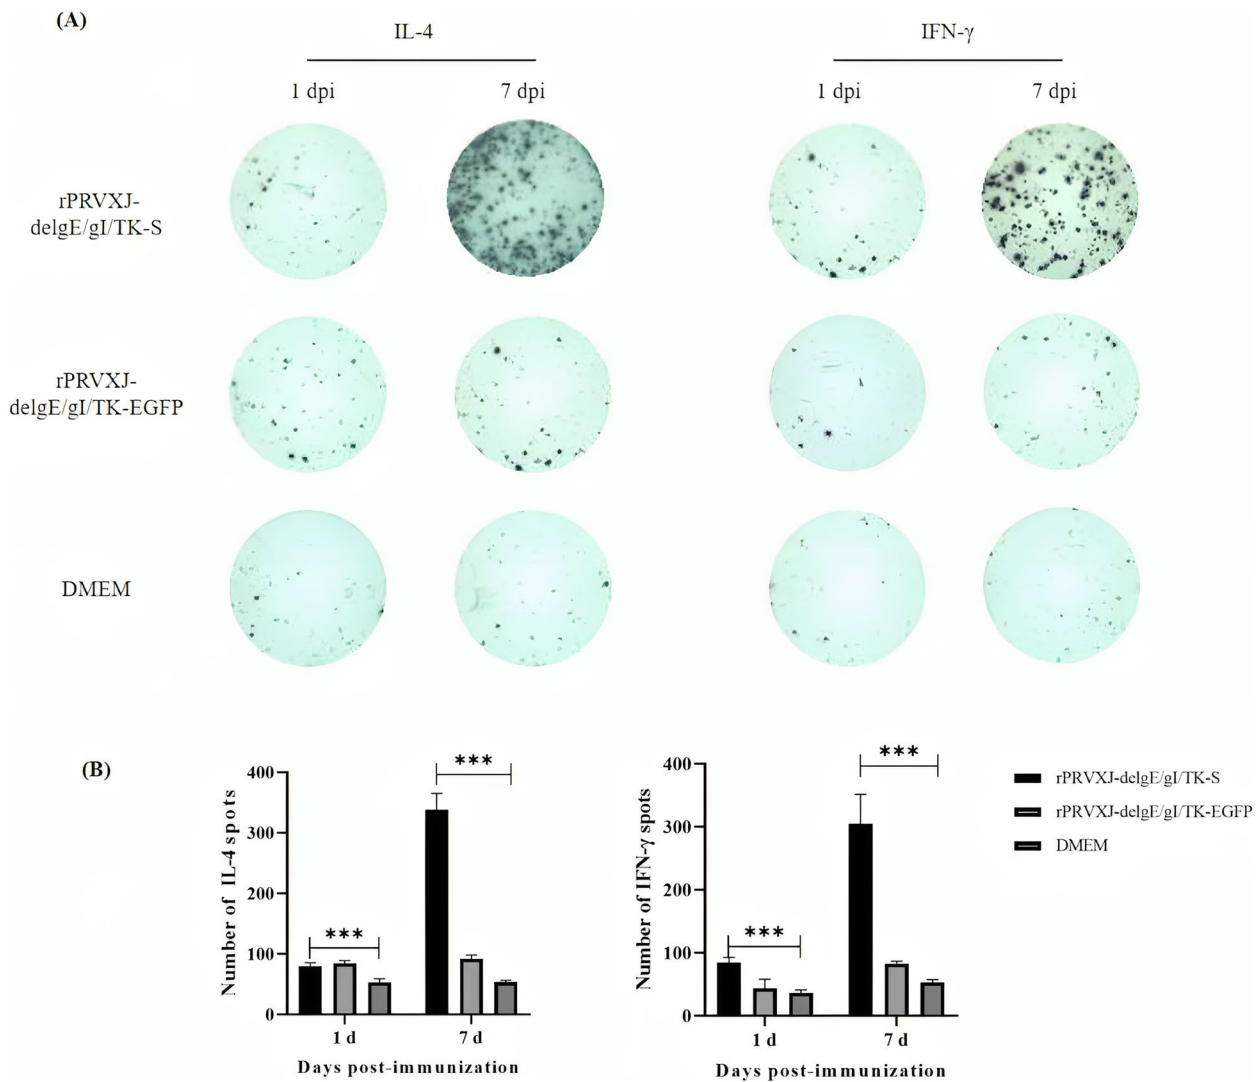 (A)
IL-4
IFN-γ
1 dpi
7 dpi
1 dpi
7 dpi
rPRVXJ-
delgE/gI/TK-S
rPRVXJ-
delgE/gI/TK-EGFP
DMEM
(B)
Number of IL-4 spots
400
300
200
100
0
***
***
1 d
7 d
Days post-immunization
Number of IFN-γ spots
400
300
200
100
0
***
***
1 d
7 d
Days post-immunization
rPRVXJ-delgE/gI/TK-S
rPRVXJ-delgE/gI/TK-EGFP
DMEM